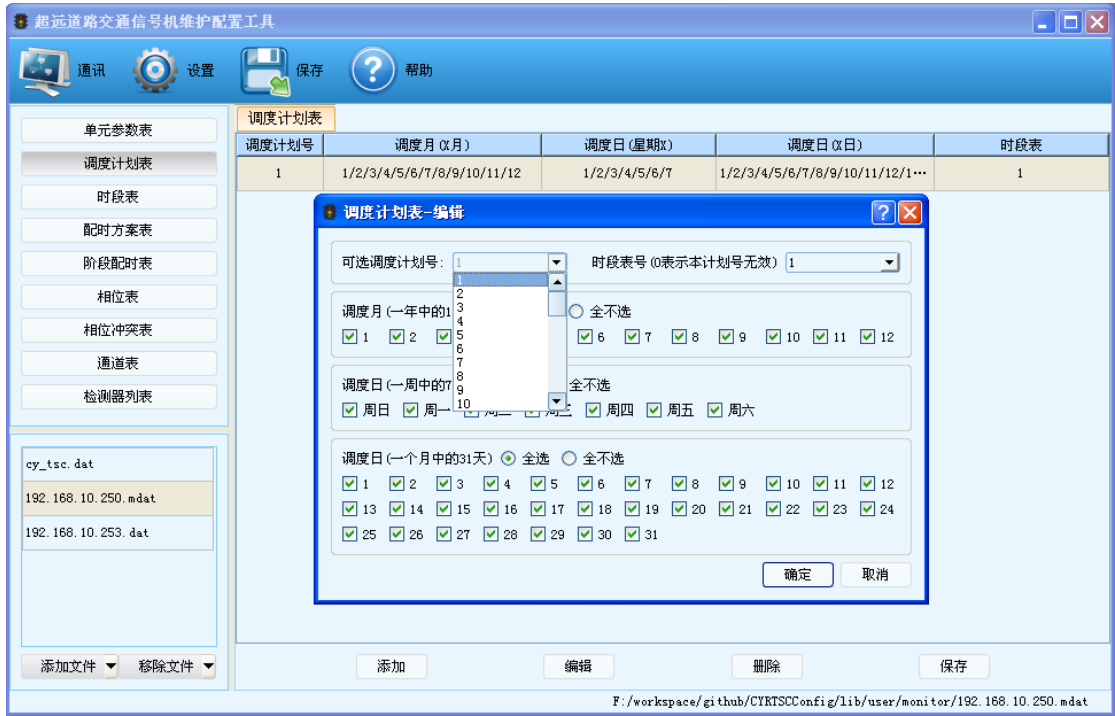 超远道路交通信号机维护配置工具
通讯 设置 保存 帮助
单元参数表
调度计划表
时段表
配时方案表
阶段配时表
相位表
相位冲突表
通道表
检测器列表
cy_tsc.dat
192.168.10.250.mdat
192.168.10.253.dat
添加文件 移除文件
调度计划表
调度计划号 调度月(X月) 调度日(星期X) 调度日(X日) 时段表
1 1/2/3/4/5/6/7/8/9/10/11/12 1/2/3/4/5/6/7 1/2/3/4/5/6/7/8/9/10/11/12/1… 1
调度计划表-编辑
可选调度计划号: 1 时段表号(0表示本计划号无效) 1
1
2
3
4
5
6
7
8
9
10
调度月(一年中的1 全不选
1 2 6 7 8 9 10 11 12
调度日(一周中的7 全不选
周日 周一 周四 周五 周六
调度日(一个月中的31天) 全选 全不选
1 2 3 4 5 6 7 8 9 10 11 12
13 14 15 16 17 18 19 20 21 22 23 24
25 26 27 28 29 30 31
确定 取消
添加 编辑 删除 保存
F:/workspace/github/CYRTSCConfig/lib/user/monitor/192.168.10.250.mdat